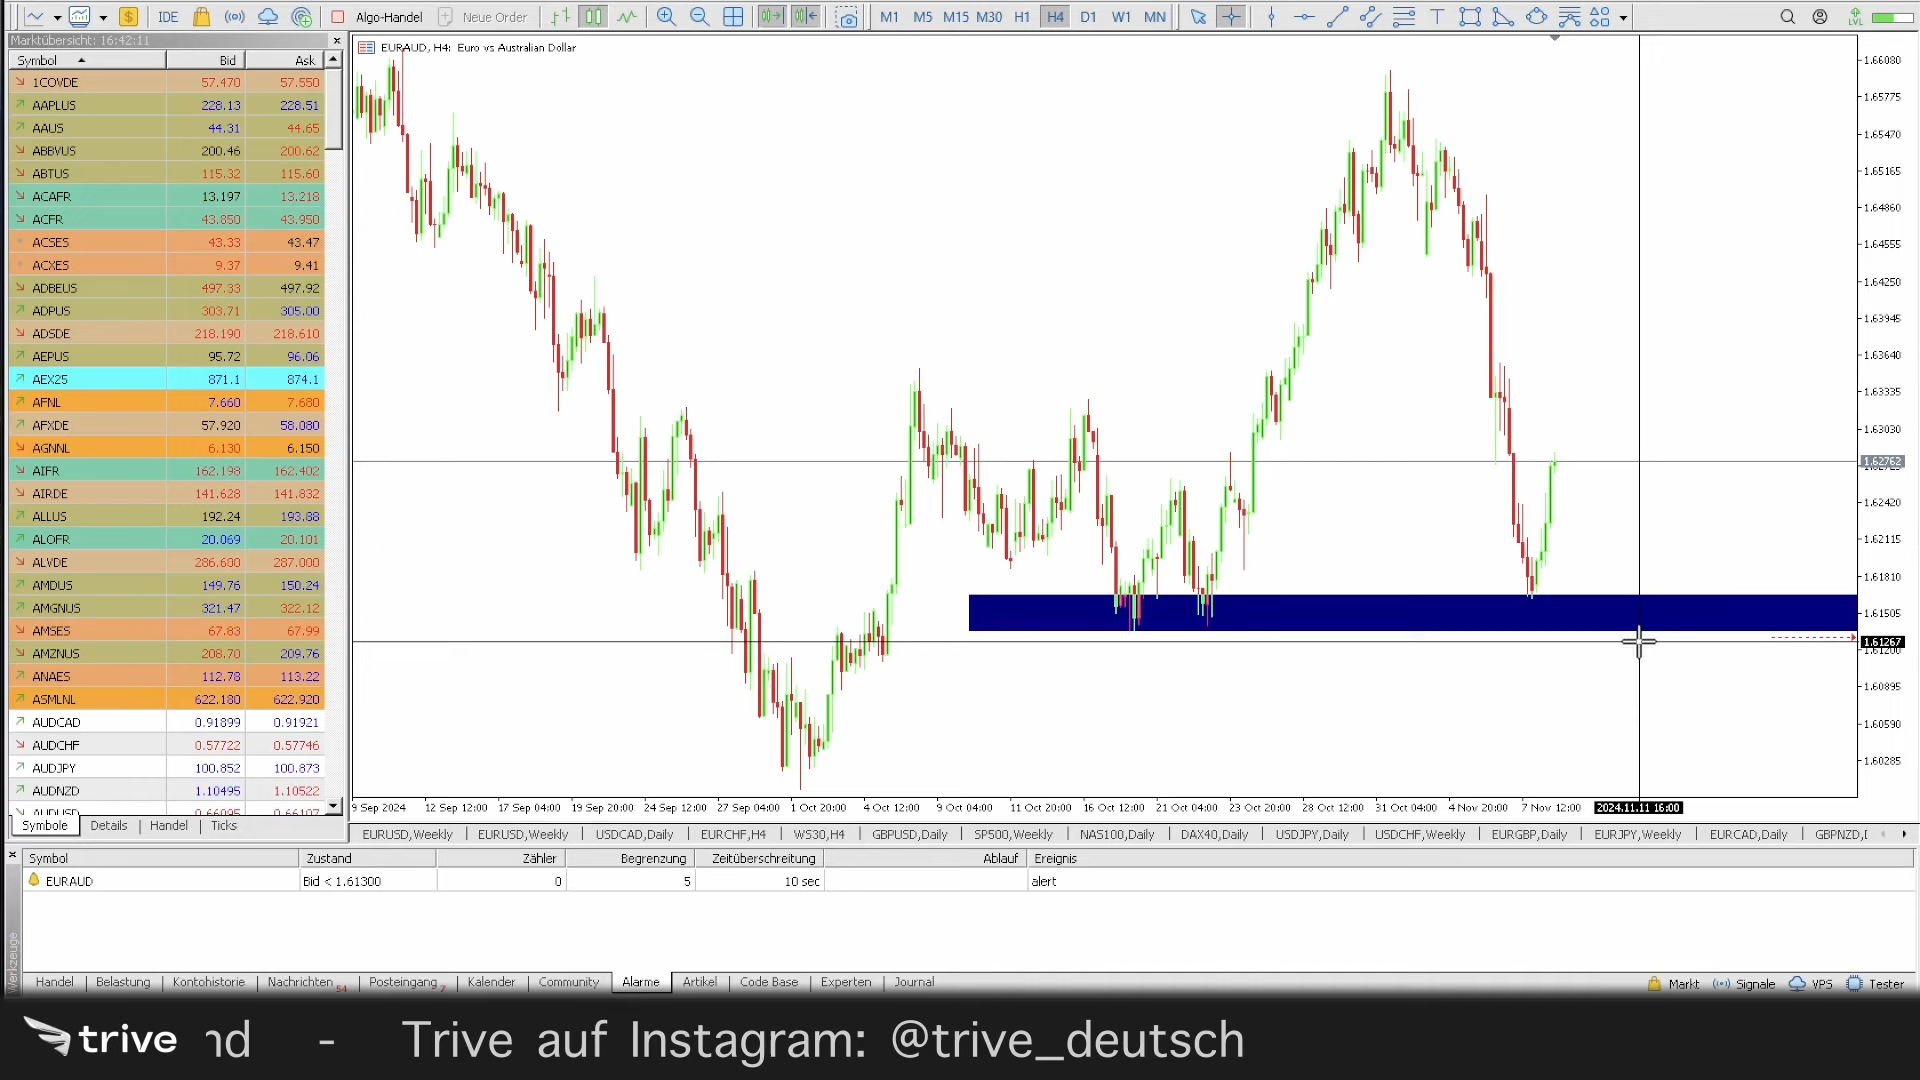 IDE
Algo-Handel
Neue Order
M1 M5 M15 M30 H1 H4 D1 W1 MN
LVL
Marktübersicht: 16:42:11
Symbol Bid Ask
1COVDE 57.470 57.550
AAPLUS 228.13 228.51
AAUS 44.31 44.65
ABBVUS 200.46 200.62
ABTUS 115.32 115.60
ACAFR 13.197 13.218
ACFR 43.850 43.950
ACSES 43.33 43.47
ACXES 9.37 9.41
ADBEUS 497.33 497.92
ADPUS 303.71 305.00
ADSDE 218.190 218.610
AEPUS 95.72 96.06
AEX25 871.1 874.1
AFNL 7.660 7.680
AFXDE 57.920 58.080
AGNNL 6.130 6.150
AIFR 162.198 162.402
AIRDE 141.628 141.832
ALLUS 192.24 193.88
ALOFR 20.069 20.101
ALVDE 286.600 287.000
AMDUS 149.76 150.24
AMGNUS 321.47 322.12
AMSES 67.83 67.99
AMZNUS 208.70 209.76
ANAES 112.78 113.22
ASMLNL 622.180 622.920
AUDCAD 0.91899 0.91921
AUDCHF 0.57722 0.57746
AUDJPY 100.852 100.873
AUDNZD 1.10495 1.10522
AUDUSD 0.66095 0.66107
Symbole Details Handel Ticks
EURAUD, H4: Euro vs Australian Dollar
1.66080
1.65775
1.65470
1.65165
1.64860
1.64555
1.64250
1.63945
1.63640
1.63335
1.63030
1.62762
1.62420
1.62115
1.61810
1.61505
1.61267
1.61200
1.60895
1.60590
1.60285
9 Sep 2024 12 Sep 12:00 17 Sep 04:00 19 Sep 20:00 24 Sep 12:00 27 Sep 04:00 1 Oct 20:00 4 Oct 12:00 9 Oct 04:00 11 Oct 20:00 16 Oct 12:00 21 Oct 04:00 23 Oct 20:00 28 Oct 12:00 31 Oct 04:00 4 Nov 20:00 7 Nov 12:00 2024.11.11 16:00
EURUSD,Weekly EURUSD,Weekly USDCAD,Daily EURCHF,H4 WS30,H4 GBPUSD,Daily SP500,Weekly NAS100,Daily DAX40,Daily USDJPY,Daily USDCHF,Weekly EURGBP,Daily EURJPY,Weekly EURCAD,Daily GBPNZD,
Symbol Zustand Zähler Begrenzung Zeitüberschreitung Ablauf Ereignis
EURAUD Bid < 1.61300 0 5 10 sec alert
Werkzeuge
Handel Belastung Kontohistorie Nachrichten 54 Posteingang 7 Kalender Community Alarme Artikel Code Base Experten Journal
Markt Signale VPS Tester
trive nd - Trive auf Instagram: @trive_deutsch